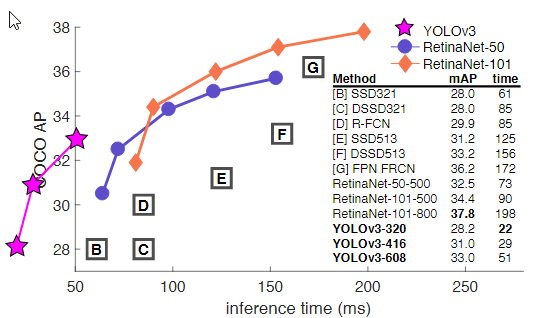 YOLOv3
RetinaNet-50
RetinaNet-101
Method mAP time
[B] SSD321 28.0 61
[C] DSSD321 28.0 85
[D] R-FCN 29.9 85
[E] SSD513 31.2 125
[F] DSSD513 33.2 156
[G] FPN FRCN 36.2 172
RetinaNet-50-500 32.5 73
RetinaNet-101-500 34.4 90
RetinaNet-101-800 37.8 198
YOLOv3-320 28.2 22
YOLOv3-416 31.0 29
YOLOv3-608 33.0 51
G
F
E
D
B
C
38
36
34
32
30
28
COCO AP
50
100
150
200
250
inference time (ms)